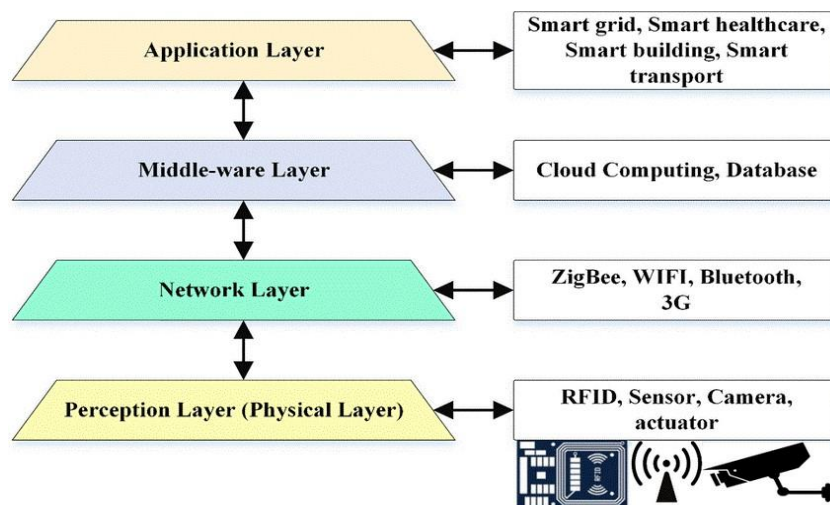 Application Layer
Smart grid, Smart healthcare,
Smart building, Smart
transport
Middle-ware Layer
Cloud Computing, Database
Network Layer
ZigBee, WIFI, Bluetooth,
3G
Perception Layer (Physical Layer)
RFID, Sensor, Camera,
actuator
RFID